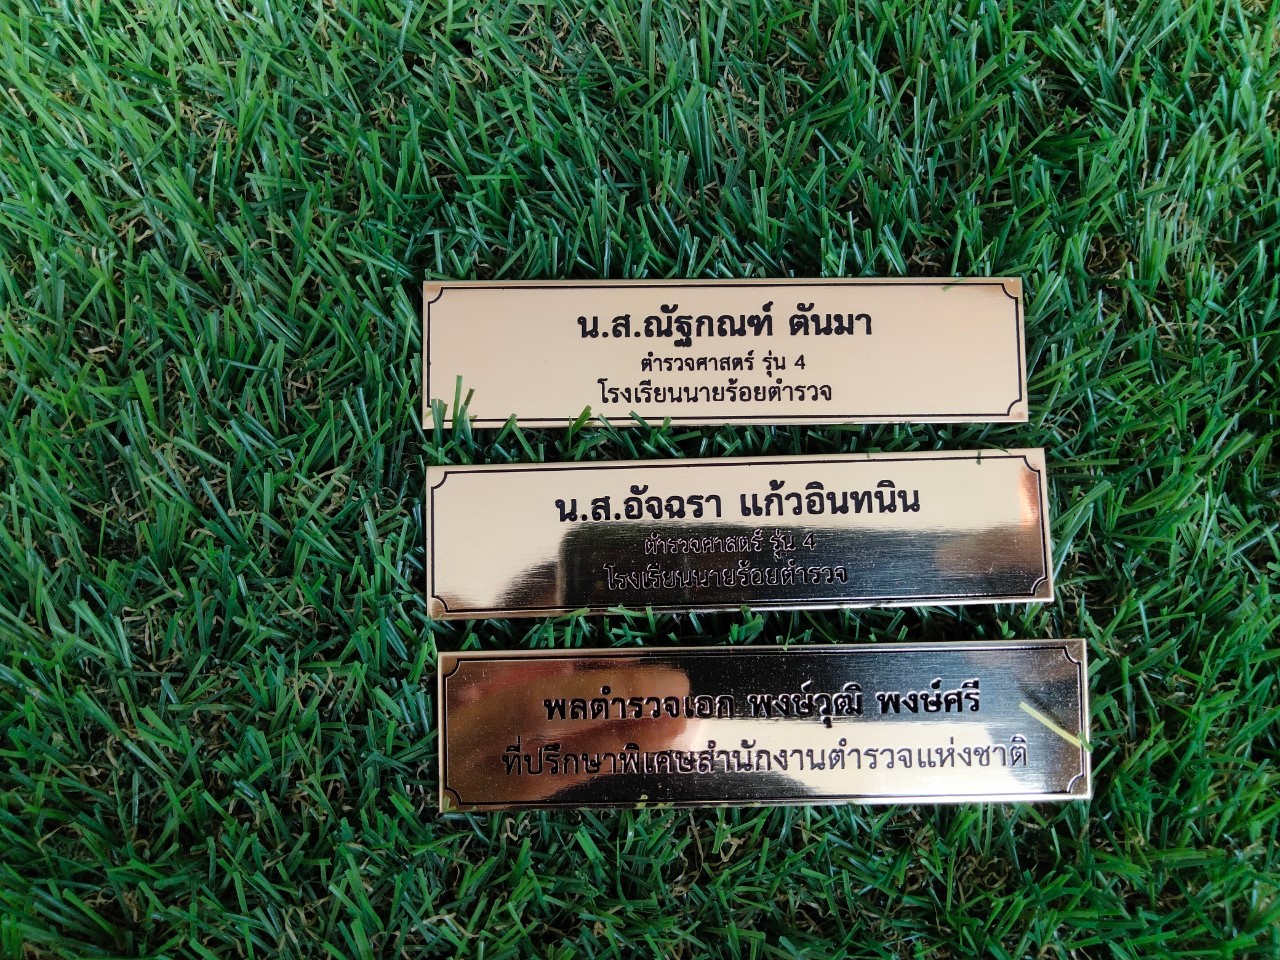 น.ส.ณัฐกณฑ์ ตันมา
ตำรวจศาสตร์ รุ่น 4
โรงเรียนนายร้อยตำรวจ
น.ส.อัจฉรา แก้วอินทนิน
ตำรวจศาสตร์ รุ่น 4
โรงเรียนนายร้อยตำรวจ
พลตำรวจเอก พงษ์วุฒิ พงษ์ศรี
ที่ปรึกษาพิเศษสำนักงานตำรวจแห่งชาติ